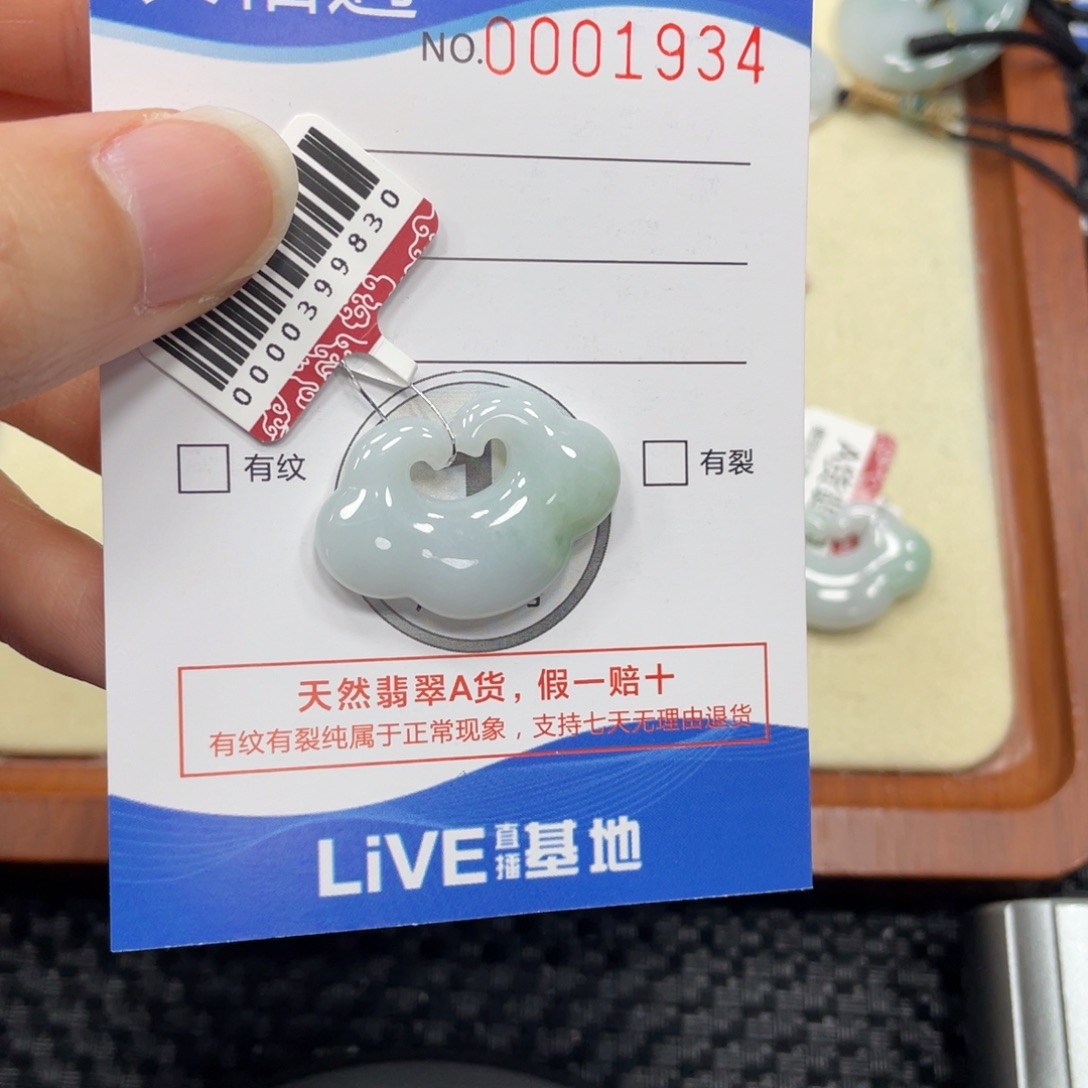 NO.0001934
0000399830
有纹
有裂
天然翡翠A货，假一赔十
有纹有裂纯属于正常现象，支持七天无理由退货
LiVE直播基地